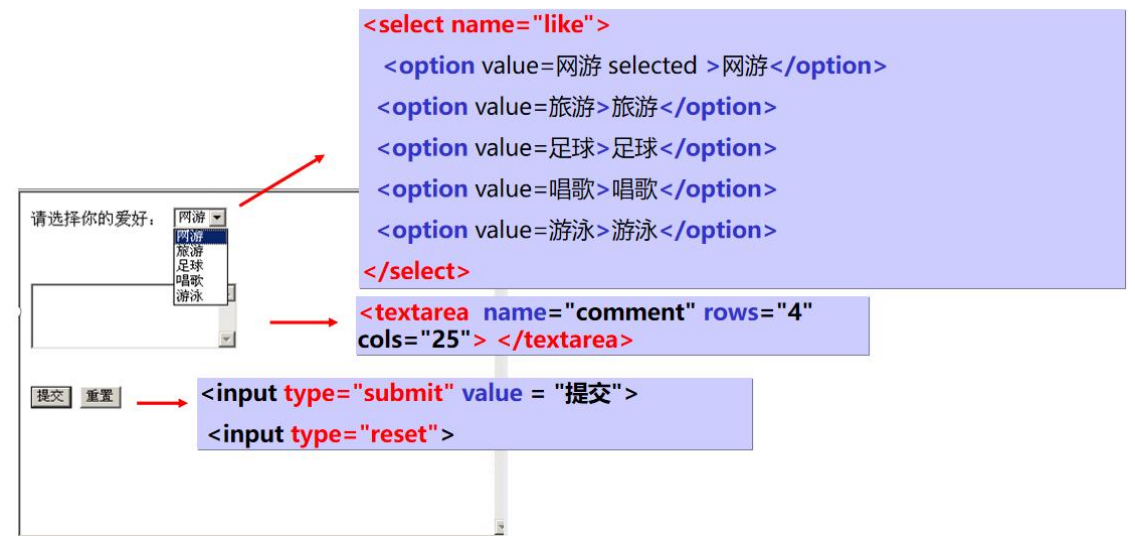 <select name="like">
<option value=网游 selected >网游</option>
<option value=旅游>旅游</option>
<option value=足球>足球</option>
<option value=唱歌>唱歌</option>
<option value=游泳>游泳</option>
</select>
请选择你的爱好： 网游
网游
旅游
足球
唱歌
游泳
<textarea name="comment" rows="4"
cols="25"> </textarea>
提交 重置
<input type="submit" value = "提交">
<input type="reset">